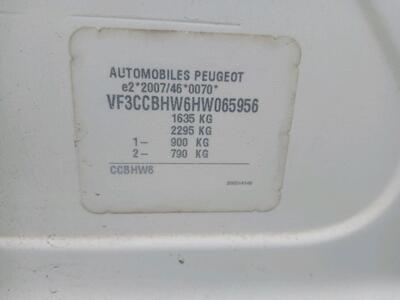 AUTOMOBILES PEUGEOT
e2*2007/46*0070*
VF3CCBHW6HW065956
1635 KG
2295 KG
1- 900 KG
2- 790 KG
CCBHW6